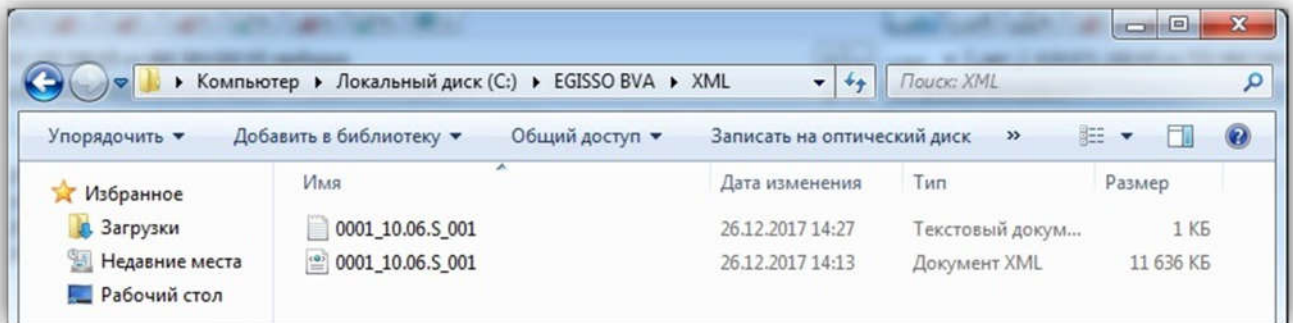 Компьютер ▸ Локальный диск (C:) ▸ EGISSO BVA ▸ XML Поиск: XML
Упорядочить Добавить в библиотеку Общий доступ Записать на оптический диск »
Избранное Имя Дата изменения Тип Размер
Загрузки 0001_10.06.S_001 26.12.2017 14:27 Текстовый докум... 1 КБ
Недавние места 0001_10.06.S_001 26.12.2017 14:13 Документ XML 11 636 КБ
Рабочий стол